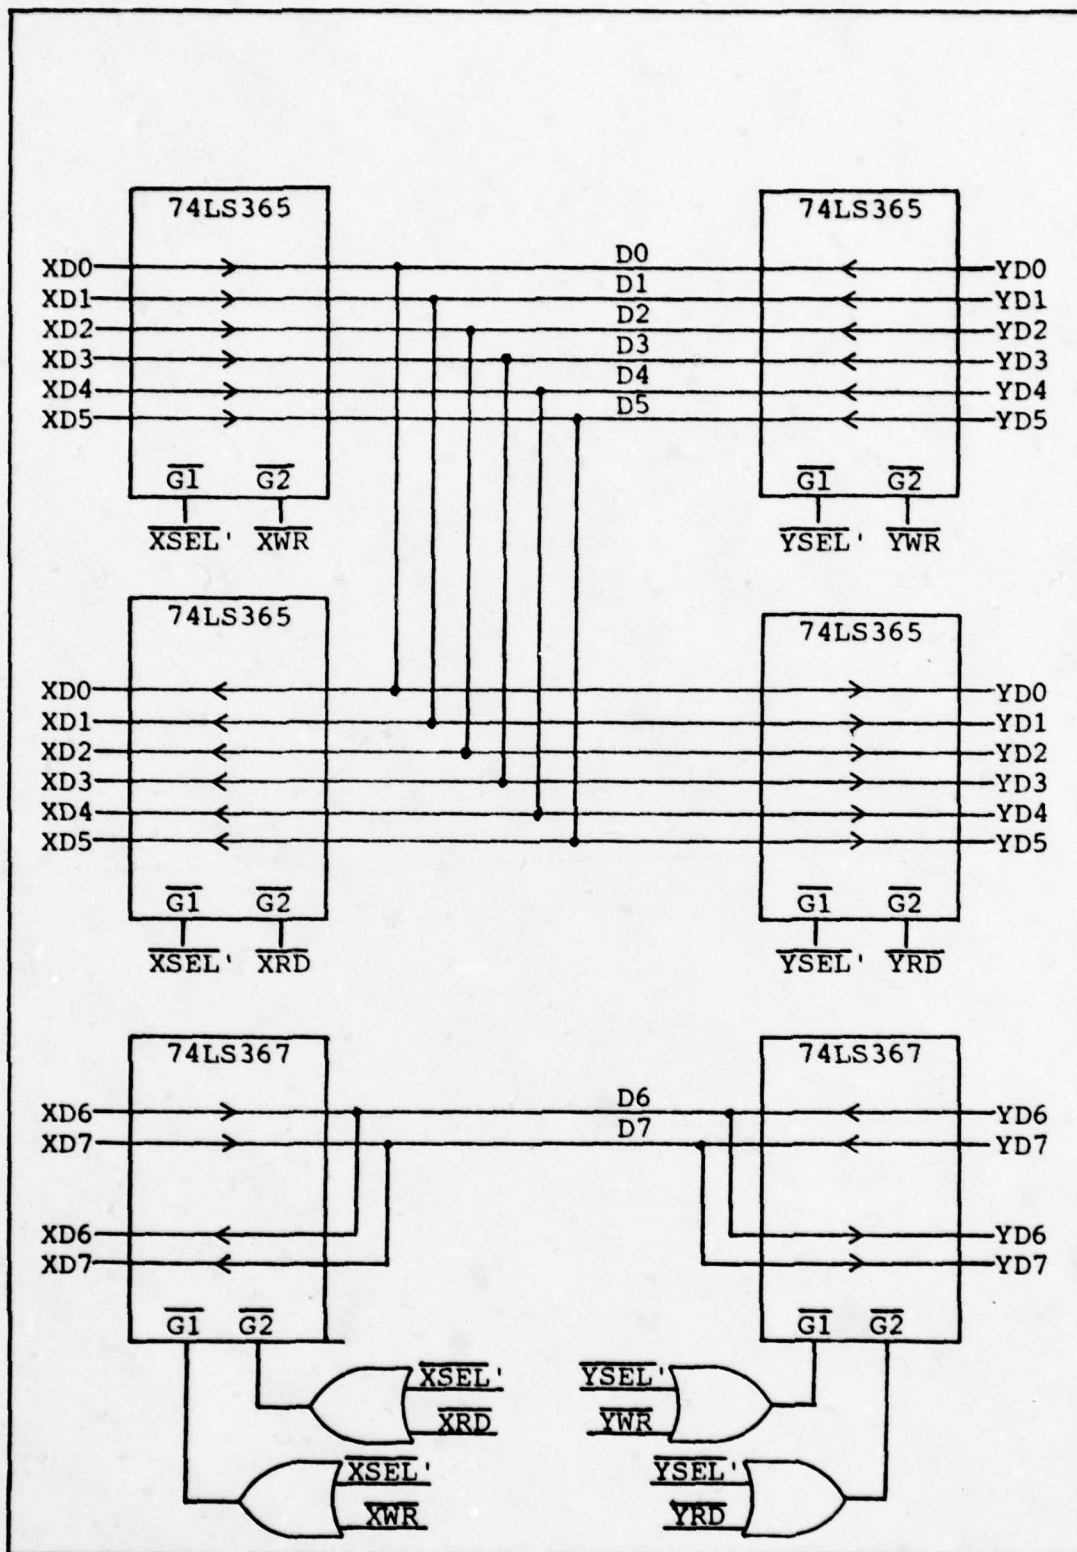 74LS365 74LS365
XD0 D0 YD0
XD1 D1 YD1
XD2 D2 YD2
XD3 D3 YD3
XD4 D4 YD4
XD5 D5 YD5
G1 G2 G1 G2
XSEL' XWR YSEL' YWR
74LS365 74LS365
XD0 YD0
XD1 YD1
XD2 YD2
XD3 YD3
XD4 YD4
XD5 YD5
G1 G2 G1 G2
XSEL' XRD YSEL' YRD
74LS367 74LS367
XD6 D6 YD6
XD7 D7 YD7
XD6 YD6
XD7 YD7
G1 G2 G1 G2
XSEL' YSEL'
XRD YWR
XSEL' YSEL'
XWR YRD